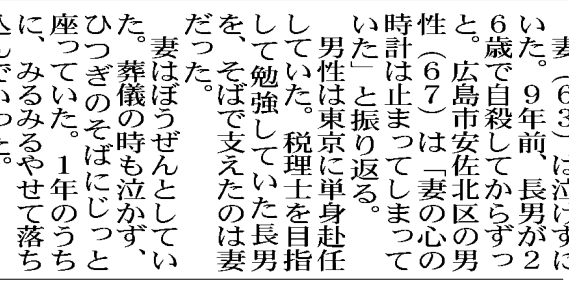 妻(63)は泣けずに
いた。9年前、長男が2
6歳で自殺してからずっ
と。広島市安佐北区の男
性(67)は「妻の心の
時計は止まってしまって
いた」と振り返る。
男性は東京に単身赴任
していた。税理士を目指
して勉強していた長男
を、そばで支えたのは妻
だった。
妻はぼうぜんとしてい
た。葬儀の時も泣かず、
ひつぎのそばにじっと
座っていた。1年のうち
に、みるみるやせて落ち
込んでいった。